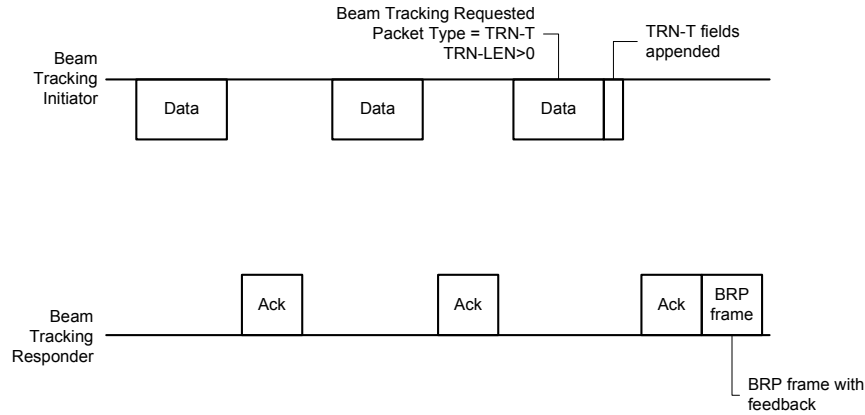 Beam Tracking Requested
Packet Type = TRN-T
TRN-LEN>0
TRN-T fields
appended
Beam
Tracking
Initiator
Data
Data
Data
Beam
Tracking
Responder
Ack
Ack
Ack
BRP
frame
BRP frame with
feedback